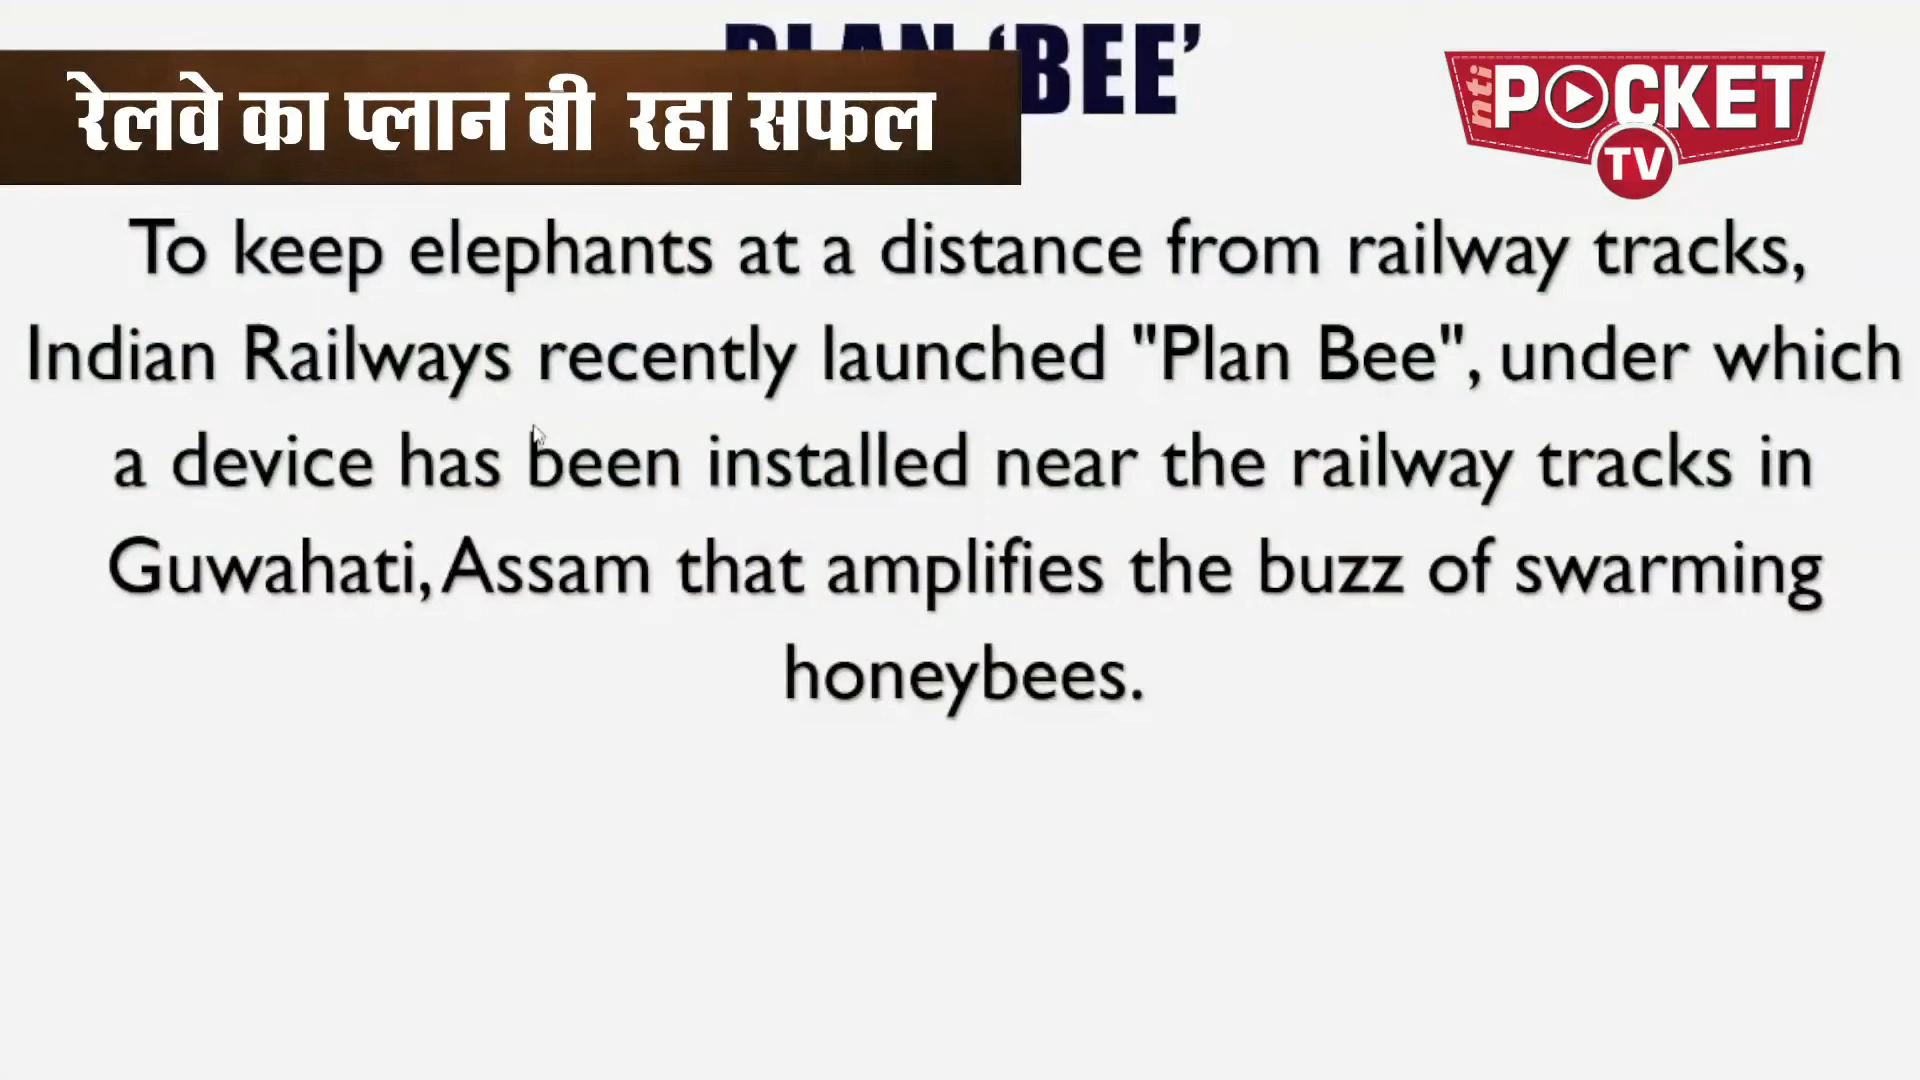 PLAN ‘BEE’
रेलवे का प्लान बी रहा सफल
nti POCKET
TV
To keep elephants at a distance from railway tracks,
Indian Railways recently launched "Plan Bee", under which
a device has been installed near the railway tracks in
Guwahati, Assam that amplifies the buzz of swarming
honeybees.